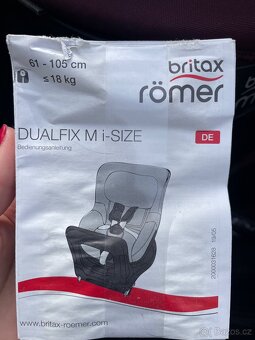 61 - 105 cm
≤ 18 kg
britax
römer
DUALFIX M i-SIZE
Bedienungsanleitung
DE
www.britax-roemer.com
Bazos.cz